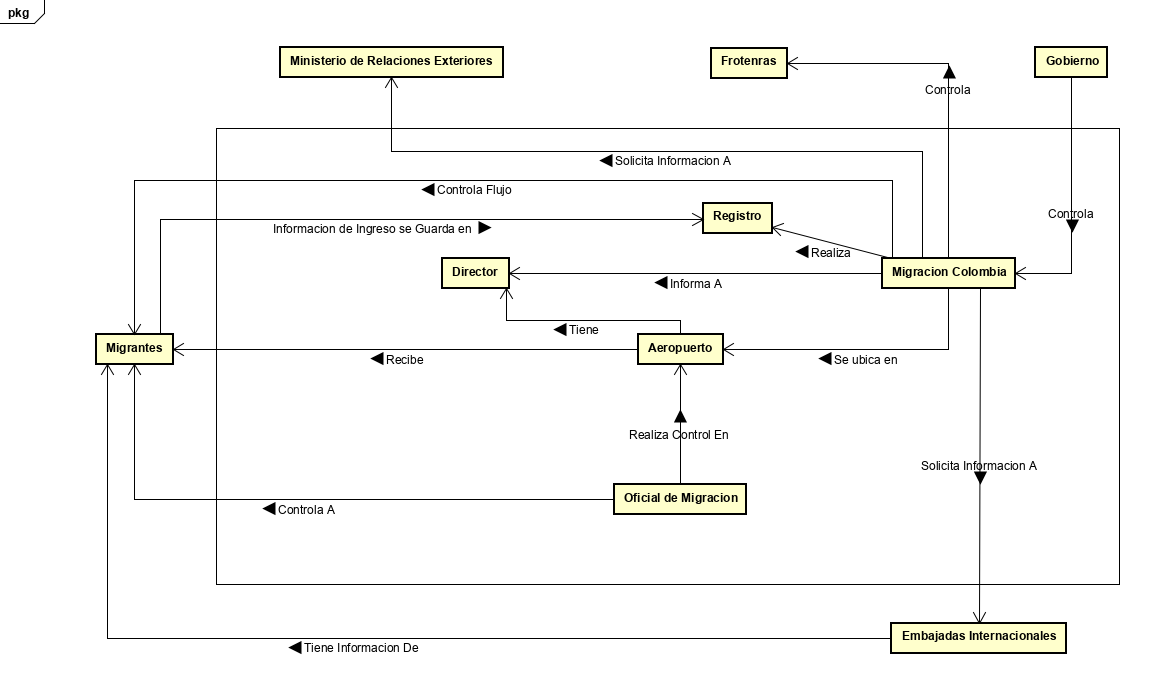 pkg
Ministerio de Relaciones Exteriores
Frotenras
Gobierno
Controla
Solicita Informacion A
Controla Flujo
Registro
Controla
Informacion de Ingreso se Guarda en
Realiza
Director
Migracion Colombia
Informa A
Tiene
Migrantes
Aeropuerto
Recibe
Se ubica en
Realiza Control En
Solicita Informacion A
Oficial de Migracion
Controla A
Embajadas Internacionales
Tiene Informacion De